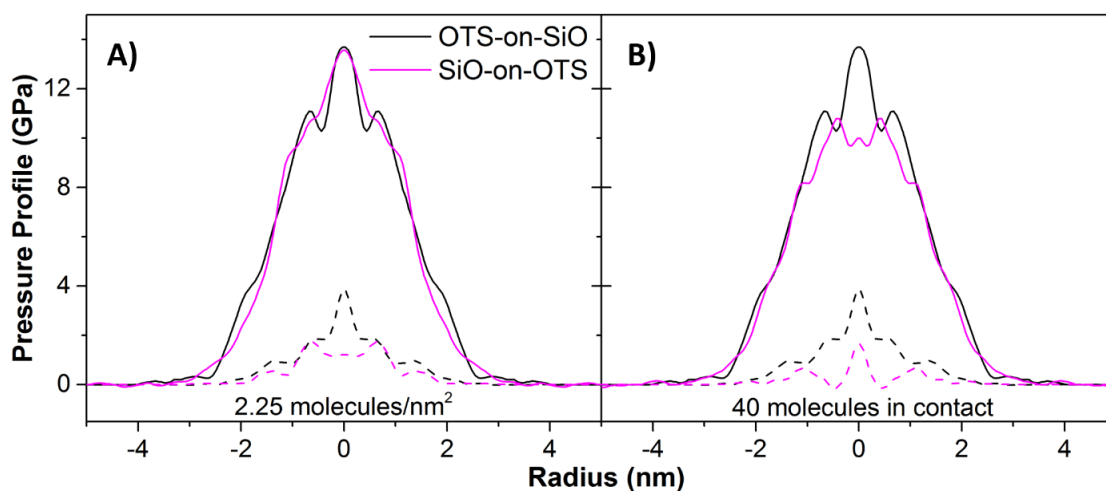 A)
OTS-on-SiO
SiO-on-OTS
B)
Pressure Profile (GPa)
12
8
4
0
2.25 molecules/nm²
40 molecules in contact
-4
-2
0
2
4
-4
-2
0
2
4
Radius (nm)